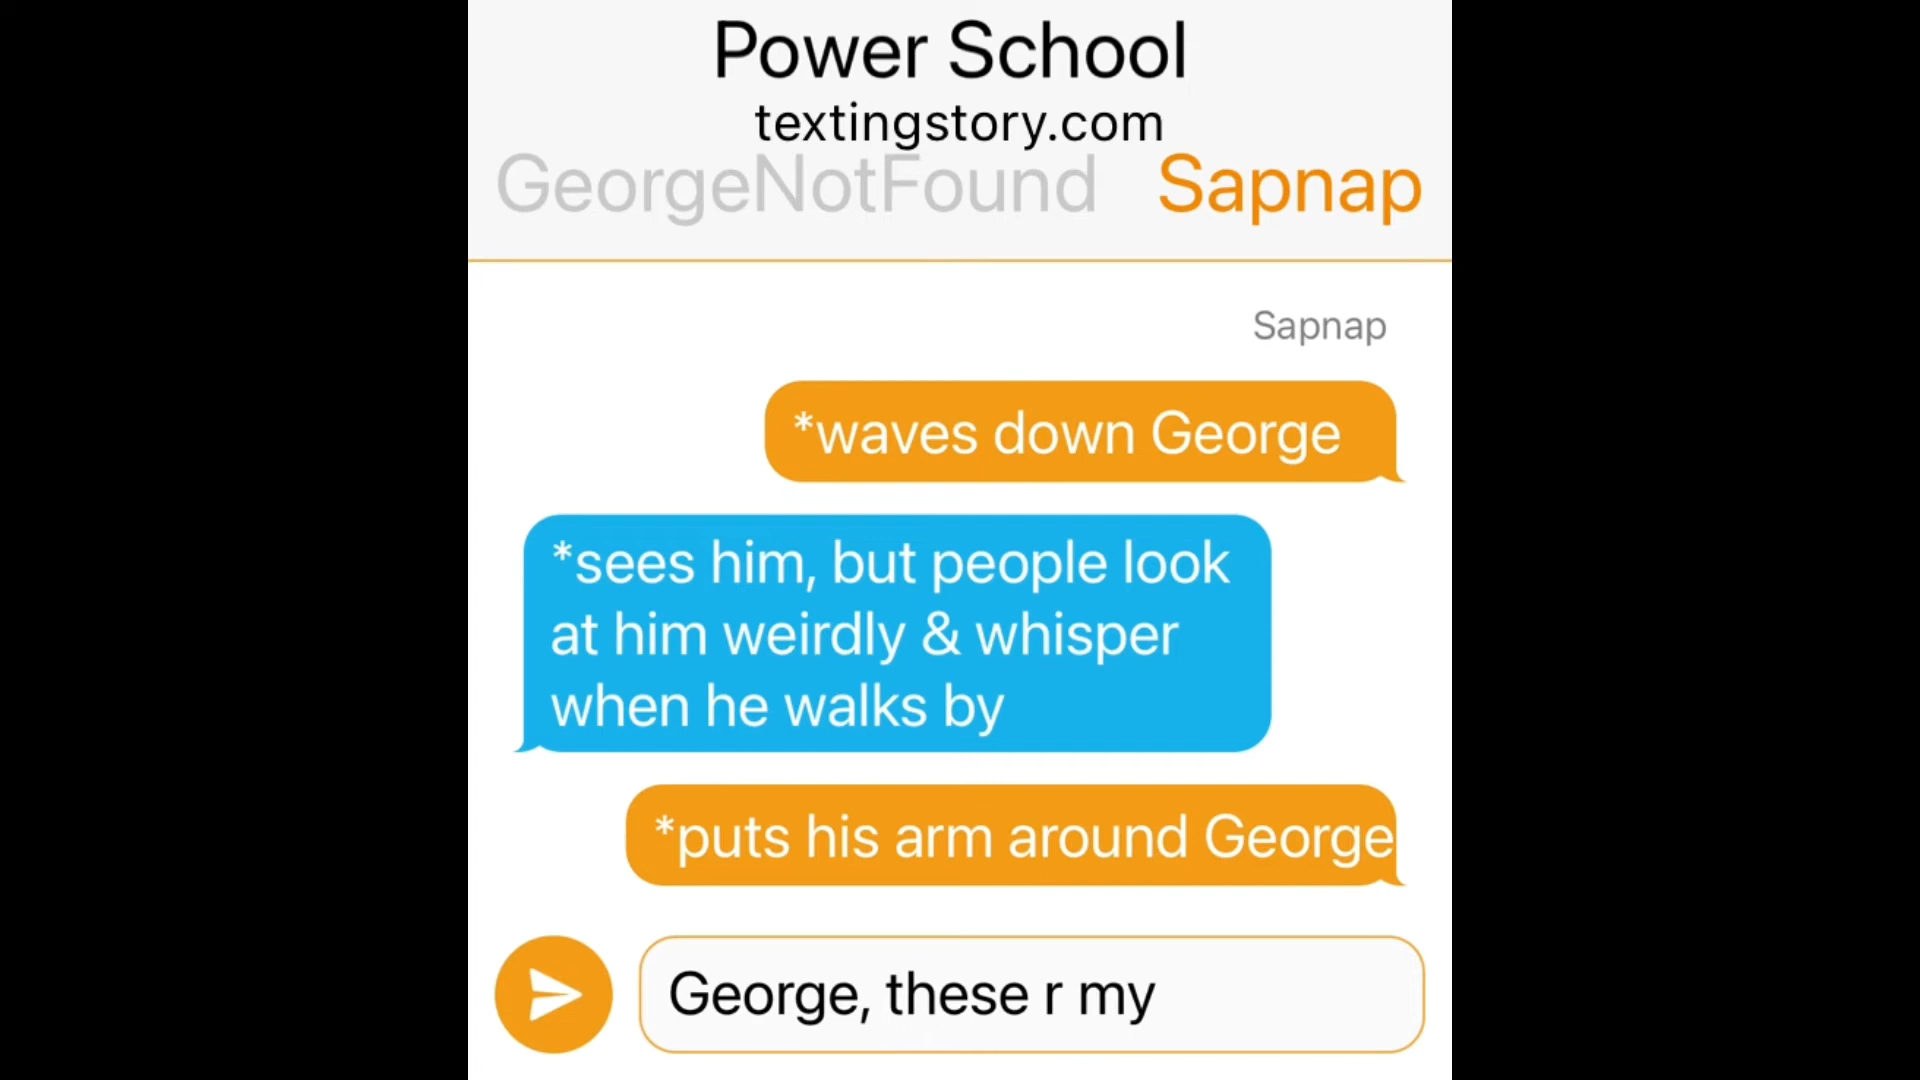 Power School
textingstory.com
GeorgeNotFound Sapnap
Sapnap
*waves down George
*sees him, but people look
at him weirdly & whisper
when he walks by
*puts his arm around George
George, these r my